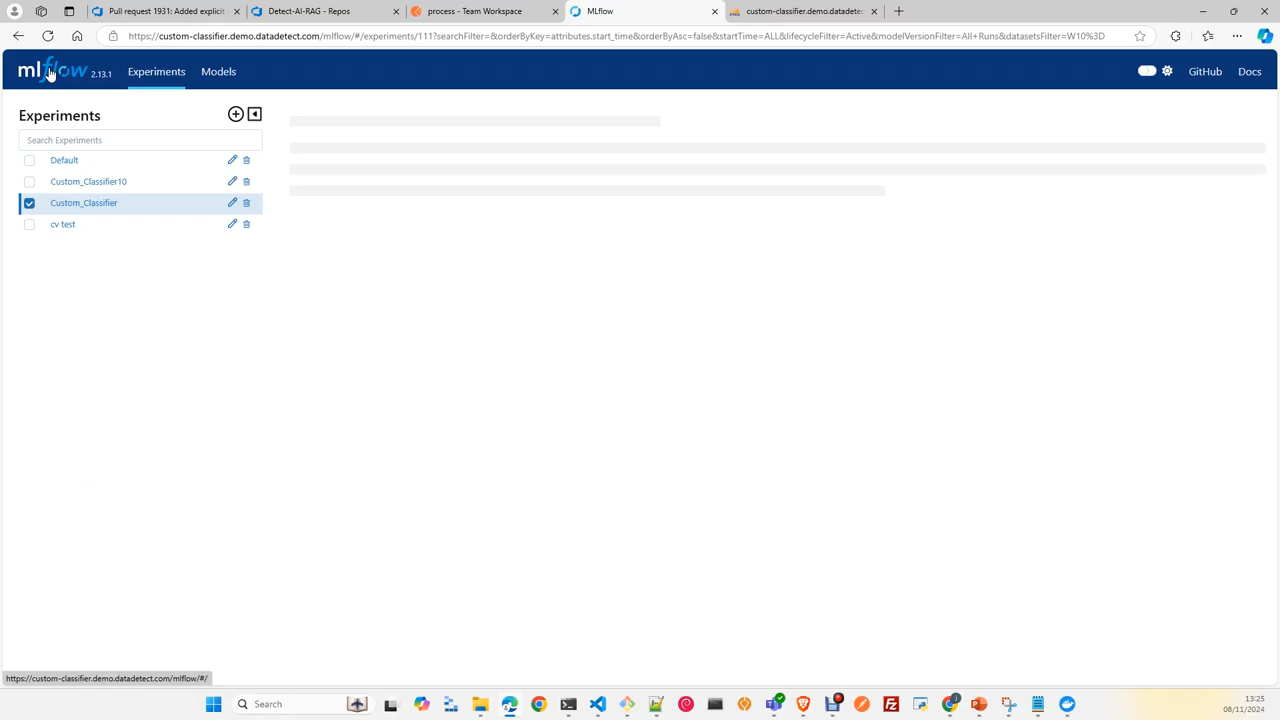 Pull request 1931: Added explicit
Detect-AI-RAG - Repos
process - Team Workspace
MLflow
custom-classifier.demo.datadetec
https://custom-classifier.demo.datadetect.com/mlflow/#/experiments/111?searchFilter=&orderByKey=attributes.start_time&orderByAsc=false&startTime=ALL&lifecycleFilter=Active&modelVersionFilter=All+Runs&datasetsFilter=W10%3D
mlflow 2.13.1 Experiments Models GitHub Docs
Experiments
Search Experiments
Default
Custom_Classifier10
Custom_Classifier
cv test
https://custom-classifier.demo.datadetect.com/mlflow/#/
Search
13:25
08/11/2024